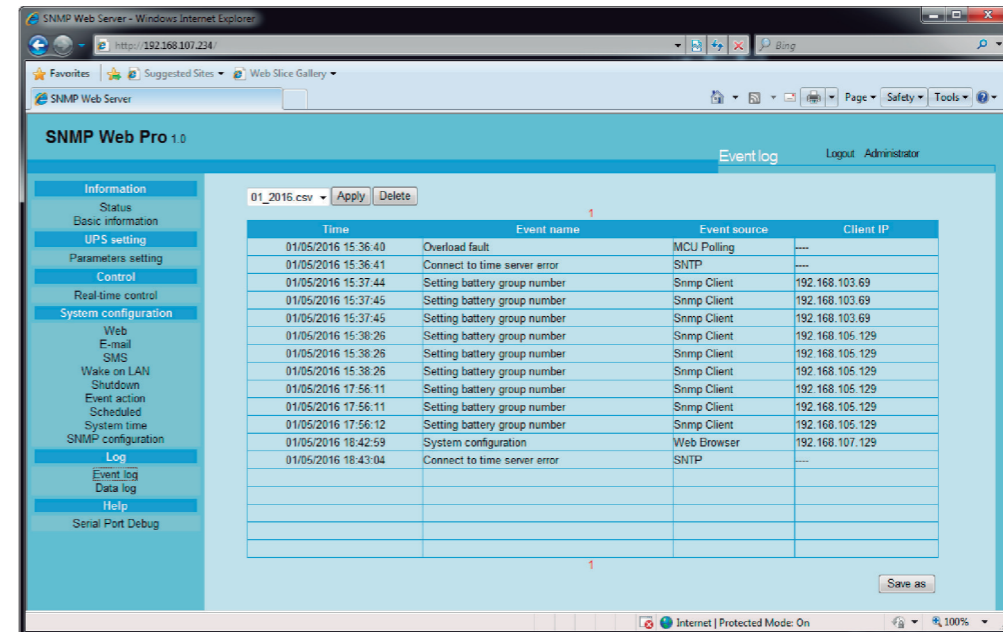 SNMP Web Server - Windows Internet Explorer
http://192.168.107.234/
Bing
Favorites Suggested Sites Web Slice Gallery
SNMP Web Server
Page Safety Tools
SNMP Web Pro 1.0
Event log Logout Administrator
Information
Status
Basic information
UPS setting
Parameters setting
Control
Real-time control
System configuration
Web
E-mail
SMS
Wake on LAN
Shutdown
Event action
Scheduled
System time
SNMP configuration
Log
Event log
Data log
Help
Serial Port Debug
01_2016.csv Apply Delete
1
Time Event name Event source Client IP
01/05/2016 15:36:40 Overload fault MCU Polling ----
01/05/2016 15:36:41 Connect to time server error SNTP ----
01/05/2016 15:37:44 Setting battery group number Snmp Client 192.168.103.69
01/05/2016 15:37:45 Setting battery group number Snmp Client 192.168.103.69
01/05/2016 15:37:45 Setting battery group number Snmp Client 192.168.103.69
01/05/2016 15:38:26 Setting battery group number Snmp Client 192.168.105.129
01/05/2016 15:38:26 Setting battery group number Snmp Client 192.168.105.129
01/05/2016 15:38:26 Setting battery group number Snmp Client 192.168.105.129
01/05/2016 17:56:11 Setting battery group number Snmp Client 192.168.105.129
01/05/2016 17:56:11 Setting battery group number Snmp Client 192.168.105.129
01/05/2016 17:56:12 Setting battery group number Snmp Client 192.168.105.129
01/05/2016 18:42:59 System configuration Web Browser 192.168.107.129
01/05/2016 18:43:04 Connect to time server error SNTP ----
1
Save as
Internet | Protected Mode: On 100%